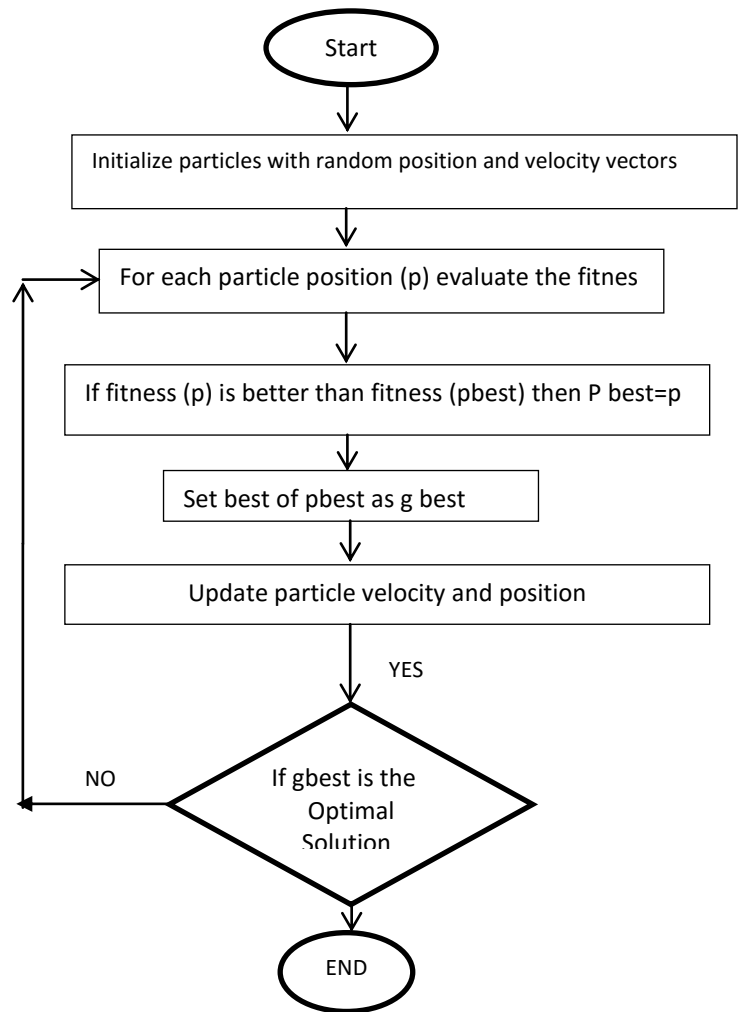 Start
Initialize particles with random position and velocity vectors
For each particle position (p) evaluate the fitnes
If fitness (p) is better than fitness (pbest) then P best=p
Set best of pbest as g best
Update particle velocity and position
YES
NO
If gbest is the
Optimal
Solution
END